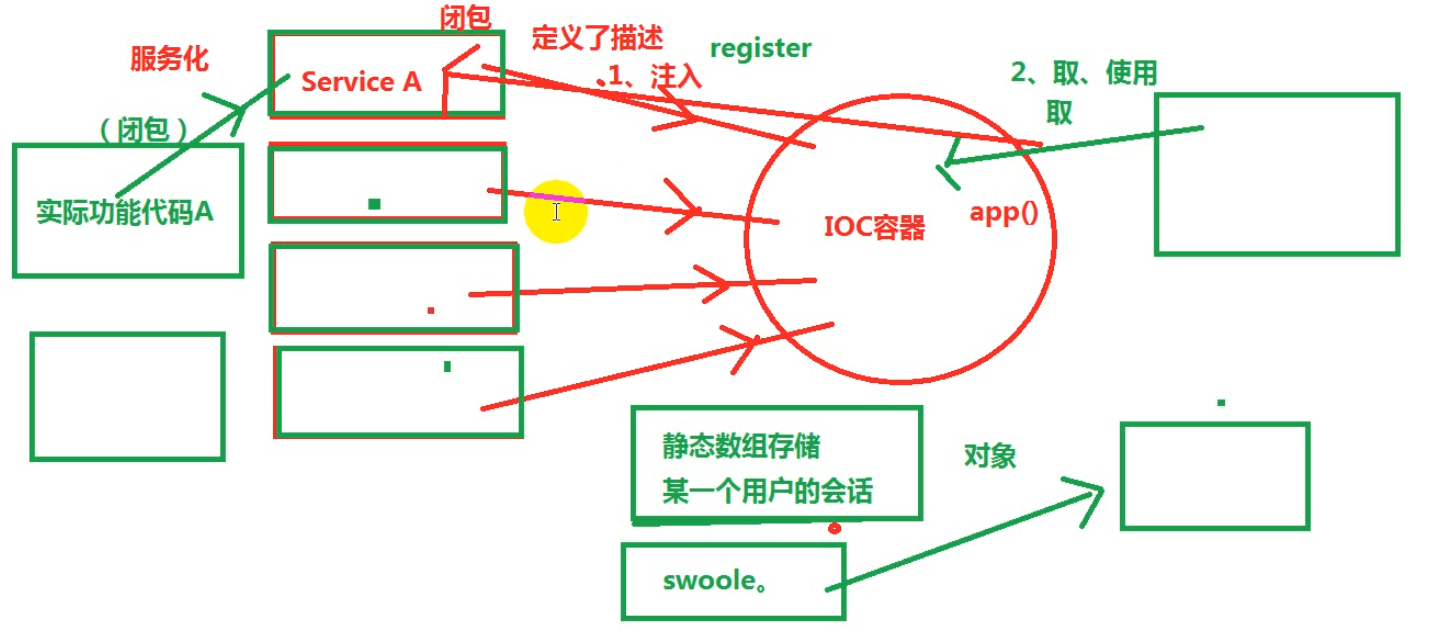 闭包
服务化
定义了描述
register
1、注入
2、取、使用
取
Service A
（闭包）
实际功能代码A
IOC容器
app()
静态数组存储
某一个用户的会话
对象
swoole。